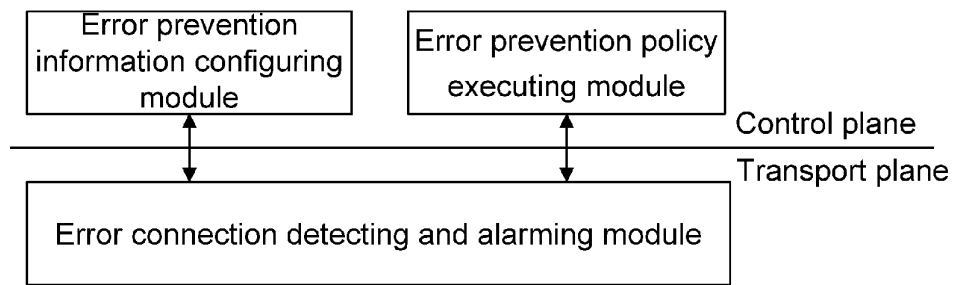 Error prevention
information configuring
module
Error prevention policy
executing module
Control plane
Transport plane
Error connection detecting and alarming module